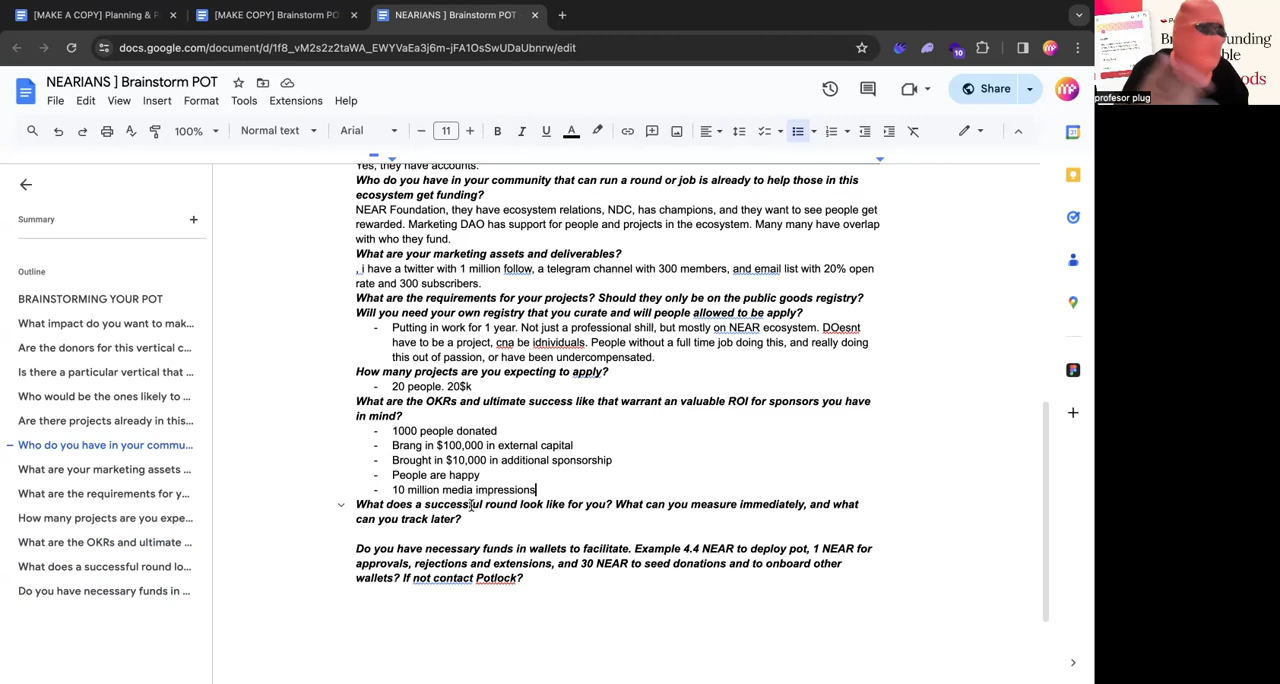 [MAKE A COPY] Planning & P
[MAKE COPY] Brainstorm PO
NEARIANS ] Brainstorm POT
docs.google.com/document/d/1f8_vM2s2z2taWA_EWYVaEa3j6m-jFA1OsSwUDaUbnrw/edit
10
NEARIANS ] Brainstorm POT
File Edit View Insert Format Tools Extensions Help
Share
100% Normal text Arial 11 B I U A
Summary
Outline
BRAINSTORMING YOUR POT
What impact do you want to mak...
Are the donors for this vertical c...
Is there a particular vertical that ...
Who would be the ones likely to ...
Are there projects already in this...
Who do you have in your commu...
What are your marketing assets ...
What are the requirements for y...
How many projects are you expe...
What are the OKRs and ultimate ...
What does a successful round lo...
Do you have necessary funds in ...
Yes, they have accounts.
Who do you have in your community that can run a round or job is already to help those in this
ecosystem get funding?
NEAR Foundation, they have ecosystem relations, NDC, has champions, and they want to see people get
rewarded. Marketing DAO has support for people and projects in the ecosystem. Many many have overlap
with who they fund.
What are your marketing assets and deliverables?
, i have a twitter with 1 million follow, a telegram channel with 300 members, and email list with 20% open
rate and 300 subscribers.
What are the requirements for your projects? Should they only be on the public goods registry?
Will you need your own registry that you curate and will people allowed to be apply?
- Putting in work for 1 year. Not just a professional shill, but mostly on NEAR ecosystem. DOesnt
have to be a project, cna be idnividuals. People without a full time job doing this, and really doing
this out of passion, or have been undercompensated.
How many projects are you expecting to apply?
- 20 people. 20$k
What are the OKRs and ultimate success like that warrant an valuable ROI for sponsors you have
in mind?
- 1000 people donated
- Brang in $100,000 in external capital
- Brought in $10,000 in additional sponsorship
- People are happy
- 10 million media impressions
What does a successful round look like for you? What can you measure immediately, and what
can you track later?
Do you have necessary funds in wallets to facilitate. Example 4.4 NEAR to deploy pot, 1 NEAR for
approvals, rejections and extensions, and 30 NEAR to seed donations and to onboard other
wallets? If not contact Potlock?
profesor plug